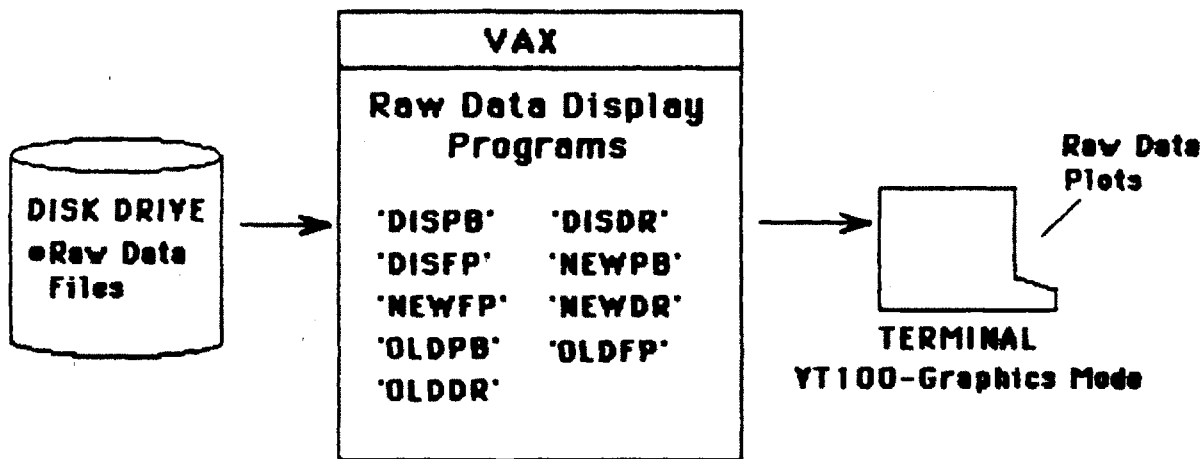 VAX
Raw Data Display
Programs
'DISPB' 'DISDR'
'DISFP' 'NEWPB'
'NEWFP' 'NEWDR'
'OLDPB' 'OLDFP'
'OLDDR'
DISK DRIVE
●Raw Data
Files
Raw Data
Plots
TERMINAL
VT100-Graphics Mode